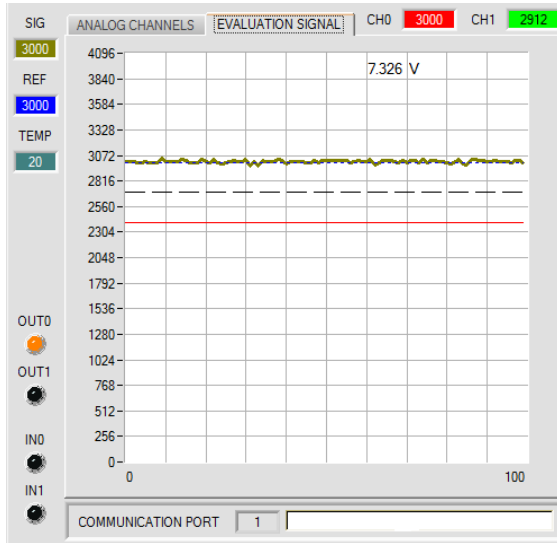 SIG
3000
REF
3000
TEMP
20
OUT0
OUT1
IN0
IN1
ANALOG CHANNELS
EVALUATION SIGNAL
CH0 3000
CH1 2912
7.326 V
4096
3840
3584
3328
3072
2816
2560
2304
2048
1792
1536
1280
1024
768
512
256
0
0 100
COMMUNICATION PORT 1